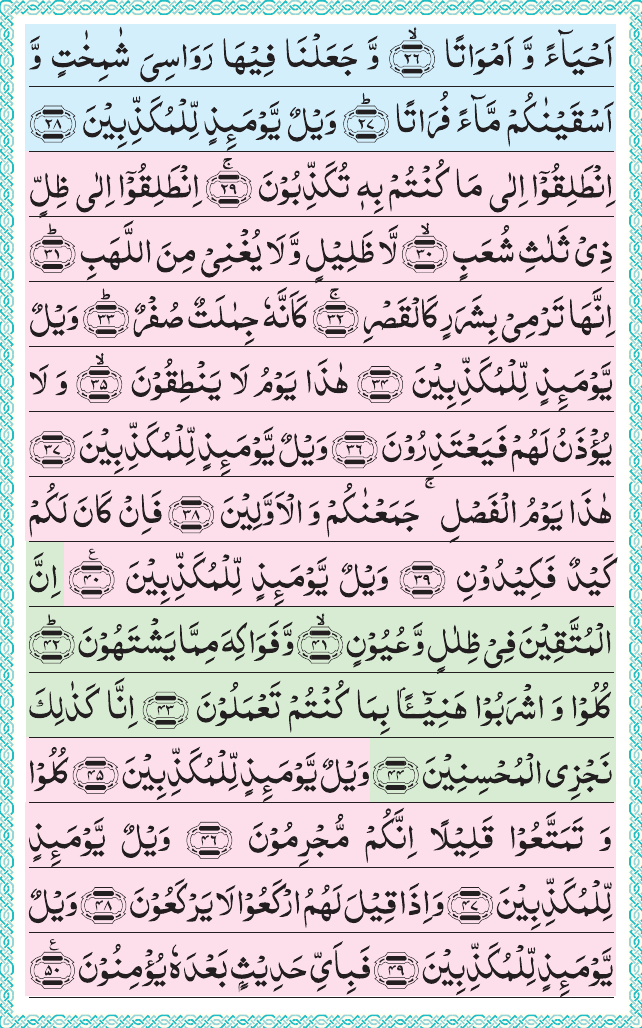 اَحۡيَآءً وَّ اَمۡوَاتًا ۙ‏﴿۲۶﴾ وَّ جَعَلۡنَا فِيۡهَا رَوَاسِىَ شٰمِخٰتٍ وَّ
اَسۡقَيۡنٰكُمۡ مَّآءً فُرَاتًا ؕ‏﴿۲۷﴾ وَيۡلٌ يَّوۡمَٮِٕذٍ لِّلۡمُكَذِّبِيۡنَ‏﴿۲۸﴾
اِنْطَلِقُوۡۤا اِلٰى مَا كُنۡتُمۡ بِهٖ تُكَذِّبُوۡنَ‌ ۚ‏﴿۲۹﴾ اِنْطَلِقُوۡۤا اِلٰى ظِلٍّ
ذِىۡ ثَلٰثِ شُعَبٍ ۙ‏﴿۳۰﴾ لَّا ظَلِيۡلٍ وَّلَا يُغۡنِىۡ مِنَ اللَّهَبِ ؕ‏﴿۳۱﴾
اِنَّهَا تَرۡمِىۡ بِشَرَرٍ كَالۡقَصۡرِ‌ۚ‏﴿۳۲﴾ كَاَنَّهٗ جِمٰلَتٌ صُفۡرٌ ؕ‏﴿۳۳﴾ وَيۡلٌ
يَّوۡمَٮِٕذٍ لِّلۡمُكَذِّبِيۡنَ‏﴿۳۴﴾ هٰذَا يَوۡمُ لَا يَنۡطِقُوۡنَۙ‏﴿۳۵﴾ وَ لَا
يُؤۡذَنُ لَهُمۡ فَيَعۡتَذِرُوۡنَ‏﴿۳۶﴾ وَيۡلٌ يَّوۡمَٮِٕذٍ لِّلۡمُكَذِّبِيۡنَ‏﴿۳۷﴾
هٰذَا يَوۡمُ الۡفَصۡلِ‌ ۚ جَمَعۡنٰكُمۡ وَ الۡاَوَّلِيۡنَ‏﴿۳۸﴾ فَاِنۡ كَانَ لَكُمۡ
كَيۡدٌ فَكِيۡدُوۡنِ‏﴿۳۹﴾ وَيۡلٌ يَّوۡمَٮِٕذٍ لِّلۡمُكَذِّبِيۡنَ‏﴿۴۰﴾ ع اِنَّ
الۡمُتَّقِيۡنَ فِىۡ ظِلٰلٍ وَّعُيُوۡنٍۙ‏﴿۴۱﴾ وَّفَوَاكِهَ مِمَّا يَشۡتَهُوۡنَؕ‏﴿۴۲﴾
كُلُوۡا وَ اشۡرَبُوۡا هَنِيۡٓـئًا ۢ بِمَا كُنۡتُمۡ تَعۡمَلُوۡنَ‏﴿۴۳﴾ اِنَّا كَذٰلِكَ
نَجۡزِى الۡمُحۡسِنِيۡنَ‏﴿۴۴﴾ وَيۡلٌ يَّوۡمَٮِٕذٍ لِّلۡمُكَذِّبِيۡنَ‏﴿۴۵﴾ كُلُوۡا
وَ تَمَتَّعُوۡا قَلِيۡلًا اِنَّكُمۡ مُّجۡرِمُوۡنَ‏﴿۴۶﴾ وَيۡلٌ يَّوۡمَٮِٕذٍ
لِّلۡمُكَذِّبِيۡنَ‏﴿۴۷﴾ وَاِذَا قِيۡلَ لَهُمُ ارۡكَعُوۡا لَا يَرۡكَعُوۡنَ‏﴿۴۸﴾ وَيۡلٌ
يَّوۡمَٮِٕذٍ لِّلۡمُكَذِّبِيۡنَ‏﴿۴۹﴾ فَبِاَىِّ حَدِيۡثٍۢ بَعۡدَهٗ يُؤۡمِنُوۡنَ‏﴿۵۰﴾ ع